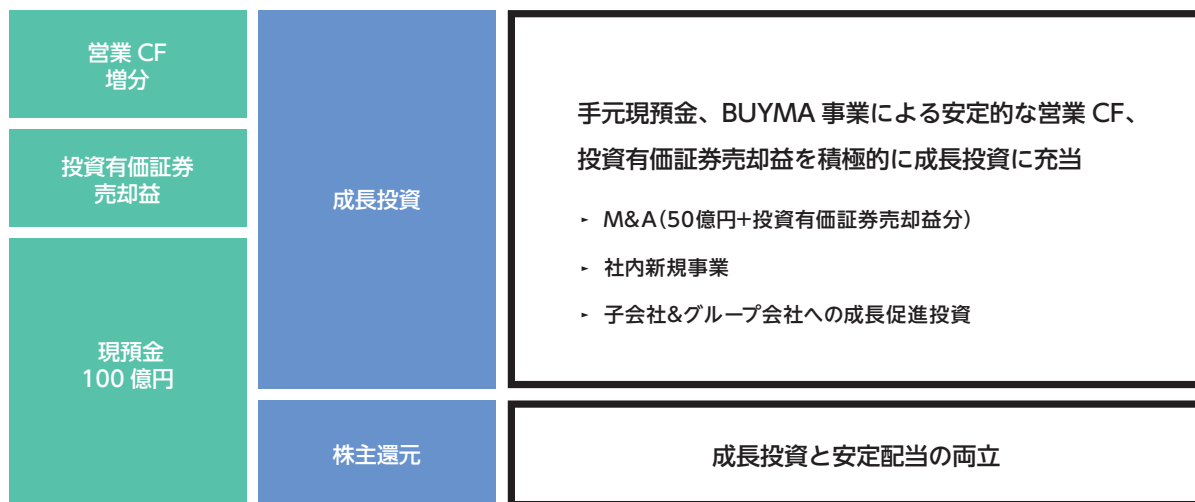 営業 CF
増分
投資有価証券
売却益
現預金
100 億円
成長投資
株主還元
手元現預金、BUYMA 事業による安定的な営業 CF、
投資有価証券売却益を積極的に成長投資に充当
► M&A(50億円+投資有価証券売却益分)
► 社内新規事業
► 子会社&グループ会社への成長促進投資
成長投資と安定配当の両立